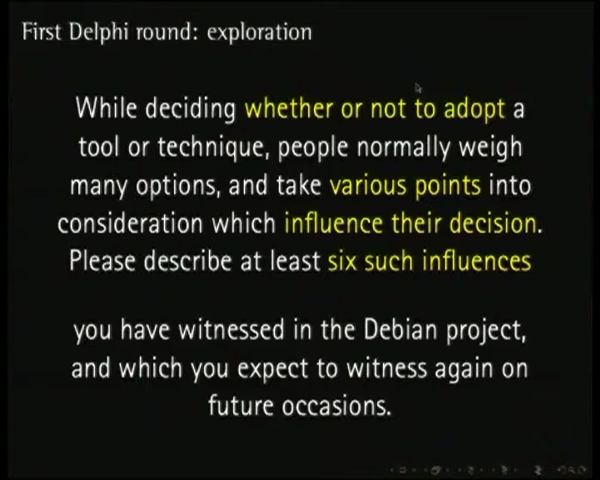 First Delphi round: exploration
While deciding whether or not to adopt a
tool or technique, people normally weigh
many options, and take various points into
consideration which influence their decision.
Please describe at least six such influences
you have witnessed in the Debian project,
and which you expect to witness again on
future occasions.